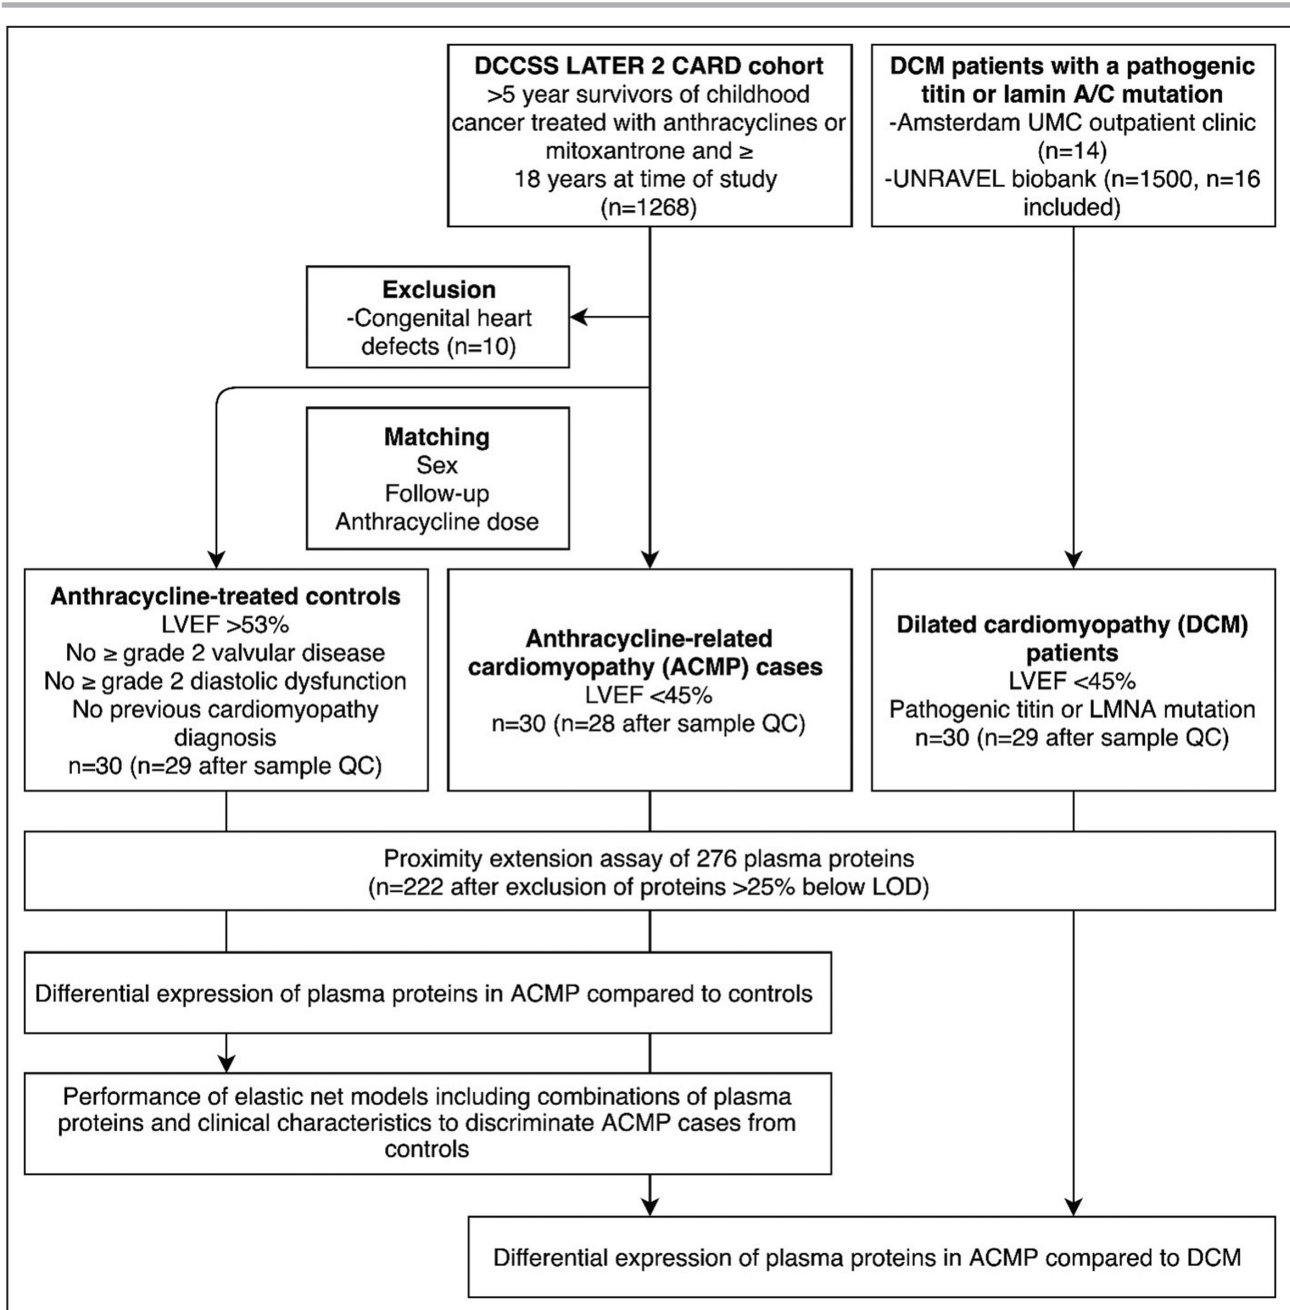 DCCSS LATER 2 CARD cohort
>5 year survivors of childhood
cancer treated with anthracyclines or
mitoxantrone and ≥
18 years at time of study
(n=1268)
DCM patients with a pathogenic
titin or lamin A/C mutation
-Amsterdam UMC outpatient clinic
(n=14)
-UNRAVEL biobank (n=1500, n=16
included)
Exclusion
-Congenital heart
defects (n=10)
Matching
Sex
Follow-up
Anthracycline dose
Anthracycline-treated controls
LVEF >53%
No ≥ grade 2 valvular disease
No ≥ grade 2 diastolic dysfunction
No previous cardiomyopathy
diagnosis
n=30 (n=29 after sample QC)
Anthracycline-related
cardiomyopathy (ACMP) cases
LVEF <45%
n=30 (n=28 after sample QC)
Dilated cardiomyopathy (DCM)
patients
LVEF <45%
Pathogenic titin or LMNA mutation
n=30 (n=29 after sample QC)
Proximity extension assay of 276 plasma proteins
(n=222 after exclusion of proteins >25% below LOD)
Differential expression of plasma proteins in ACMP compared to controls
Performance of elastic net models including combinations of plasma
proteins and clinical characteristics to discriminate ACMP cases from
controls
Differential expression of plasma proteins in ACMP compared to DCM